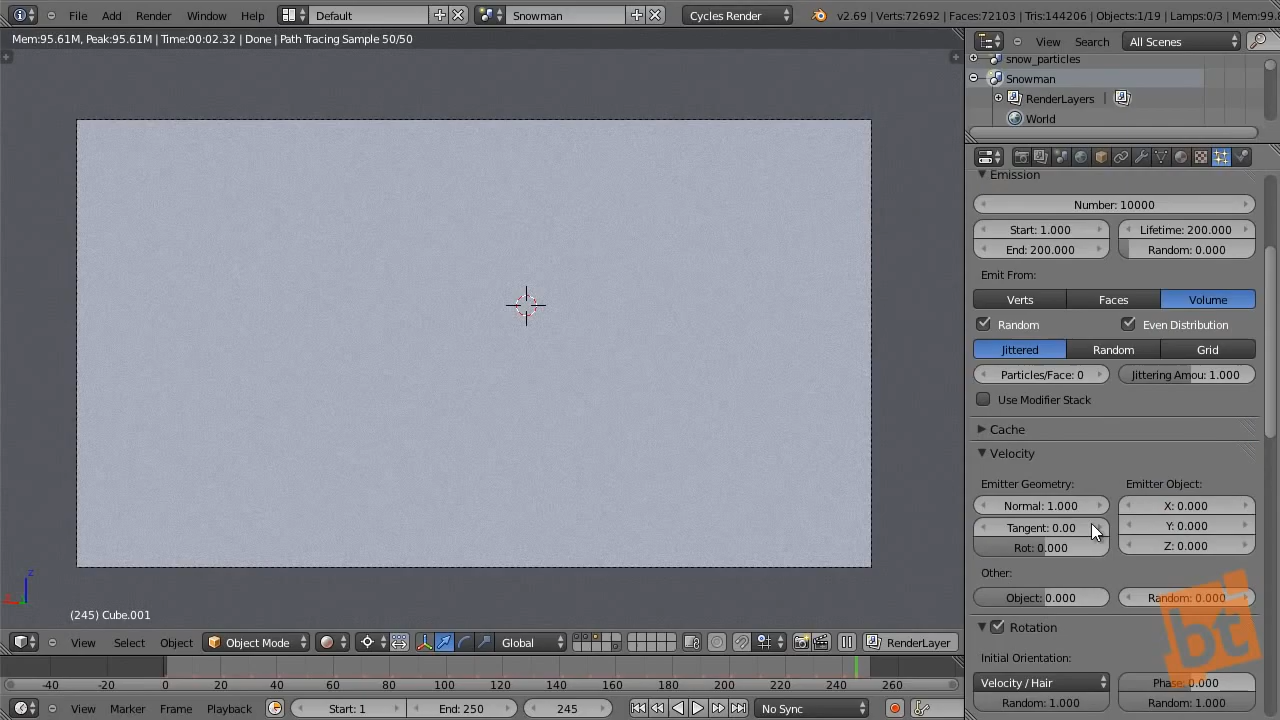 File Add Render Window Help Default Snowman Cycles Render v2.69 | Verts:72692 | Faces:72103 | Tris:144206 | Objects:1/19 | Lamps:0/3 | Mem:99.
Mem:95.61M, Peak:95.61M | Time:00:02.32 | Done | Path Tracing Sample 50/50
View Search All Scenes
snow_particles
Snowman
RenderLayers |
World
Emission
Number: 10000
Start: 1.000 Lifetime: 200.000
End: 200.000 Random: 0.000
Emit From:
Verts Faces Volume
Random Even Distribution
Jittered Random Grid
Particles/Face: 0 Jittering Amou: 1.000
Use Modifier Stack
Cache
Velocity
Emitter Geometry: Emitter Object:
Normal: 1.000 X: 0.000
Tangent: 0.00 Y: 0.000
Rot: 0.000 Z: 0.000
Other:
Object: 0.000 Random: 0.000
Rotation
Initial Orientation:
Velocity / Hair Phase: 0.000
Random: 1.000 Random: 1.000
bt
z
(245) Cube.001
View Select Object Object Mode Global RenderLayer
-40 -20 0 20 40 60 80 100 120 140 160 180 200 220 240 260
View Marker Frame Playback Start: 1 End: 250 245 No Sync